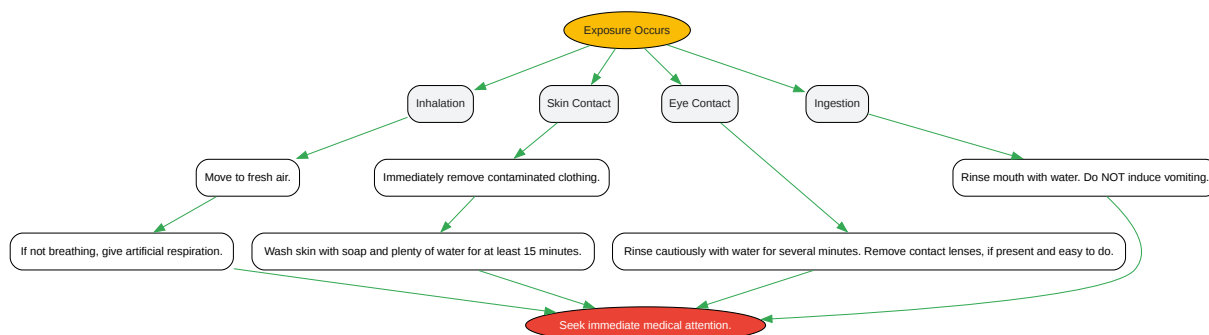 Exposure Occurs
Inhalation
Skin Contact
Eye Contact
Ingestion
Move to fresh air.
Immediately remove contaminated clothing.
Rinse mouth with water. Do NOT induce vomiting.
If not breathing, give artificial respiration.
Wash skin with soap and plenty of water for at least 15 minutes.
Rinse cautiously with water for several minutes. Remove contact lenses, if present and easy to do.
Seek immediate medical attention.